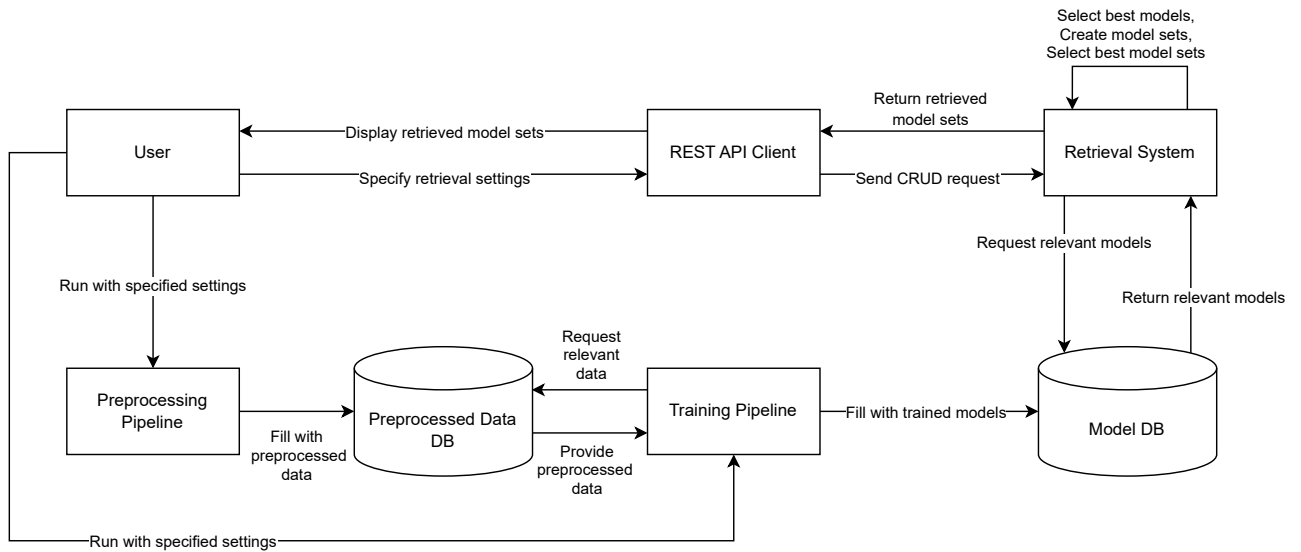 Select best models,
Create model sets,
Select best model sets
Return retrieved
model sets
Display retrieved model sets
User
REST API Client
Retrieval System
Specify retrieval settings
Send CRUD request
Request relevant models
Run with specified settings
Return relevant models
Request
relevant
data
Preprocessing
Pipeline
Preprocessed Data
DB
Training Pipeline
Fill with trained models
Model DB
Fill with
preprocessed
data
Provide
preprocessed
data
Run with specified settings